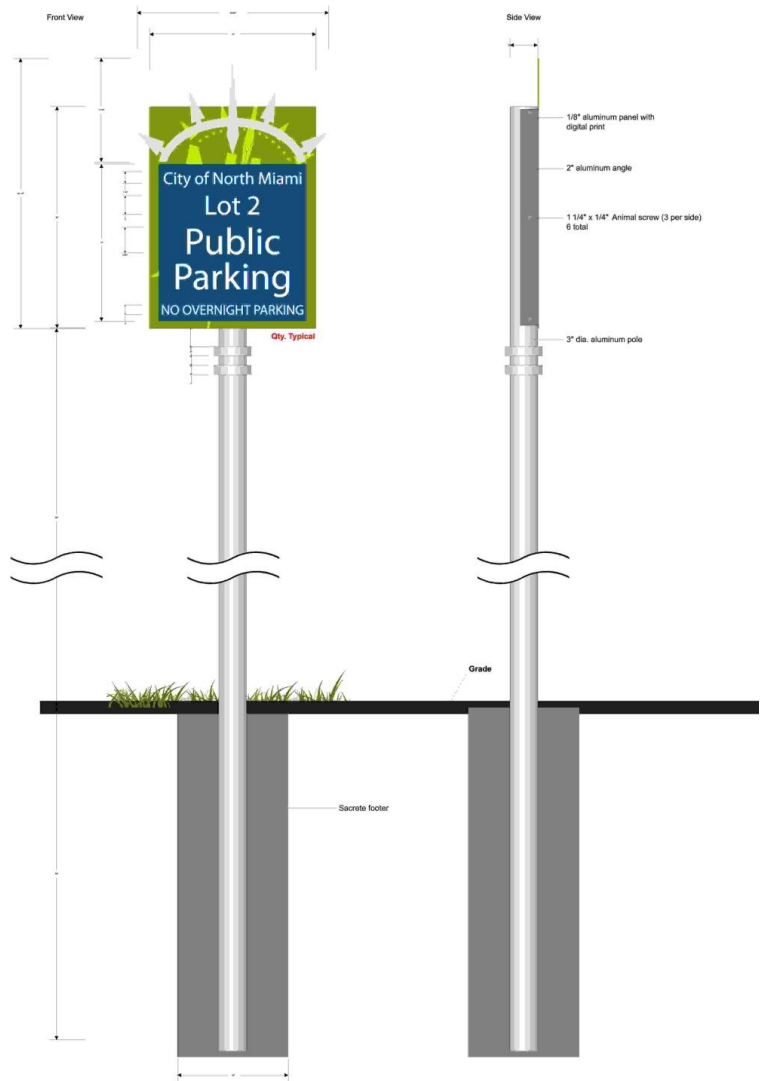 Front View
Side View
City of North Miami
Lot 2
Public
Parking
NO OVERNIGHT PARKING
Qty. Typical
1/8" aluminum panel with
digital print
2" aluminum angle
1 1/4" x 1/4" Animal screw (3 per side)
6 total
3" dia. aluminum pole
Grade
Sacrete footer